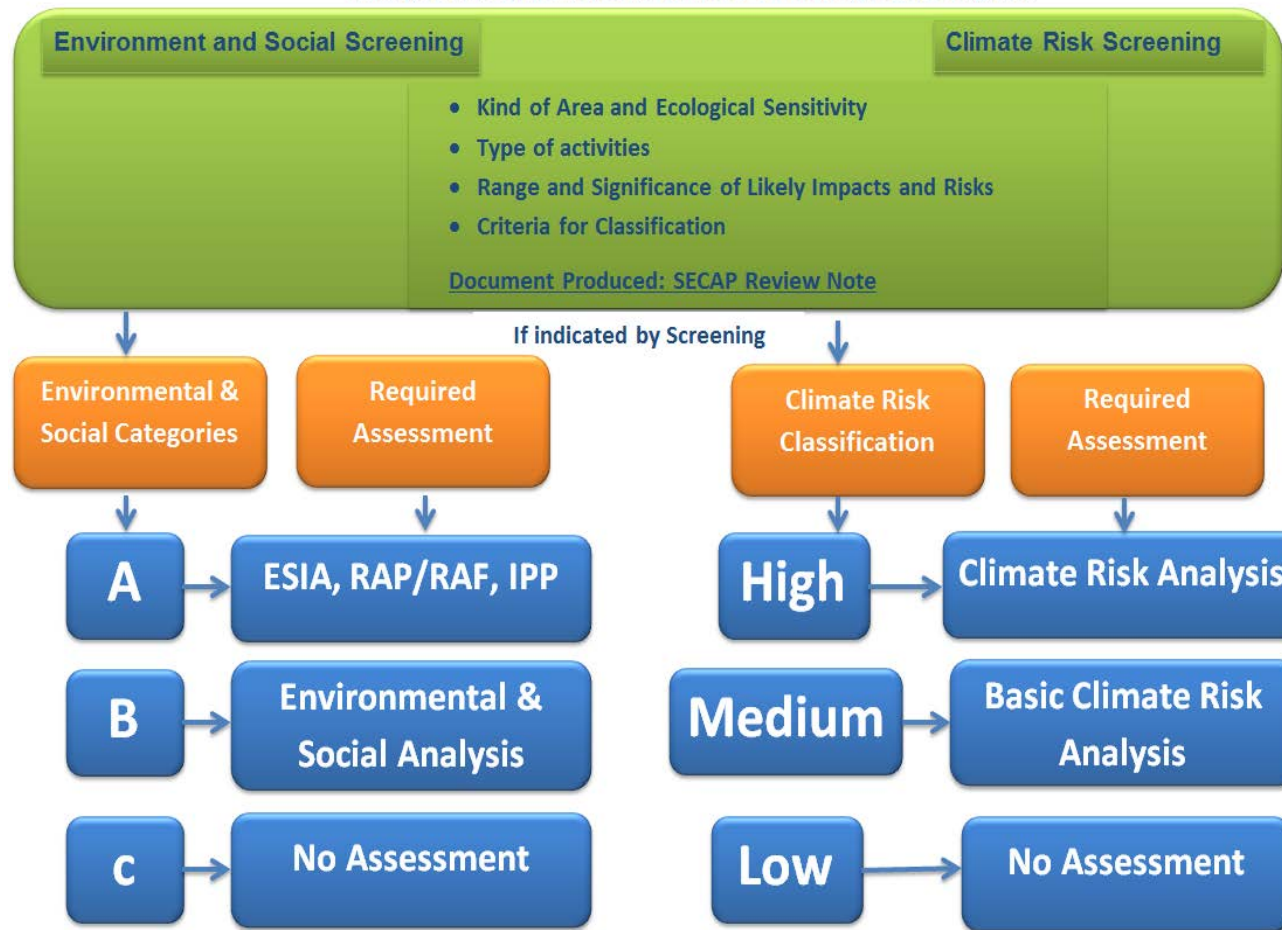 Environment and Social Screening
Climate Risk Screening
• Kind of Area and Ecological Sensitivity
• Type of activities
• Range and Significance of Likely Impacts and Risks
• Criteria for Classification
Document Produced: SECAP Review Note
If indicated by Screening
Environmental &
Social Categories
Required
Assessment
Climate Risk
Classification
Required
Assessment
A
ESIA, RAP/RAF, IPP
High
Climate Risk Analysis
B
Environmental &
Social Analysis
Medium
Basic Climate Risk
Analysis
c
No Assessment
Low
No Assessment